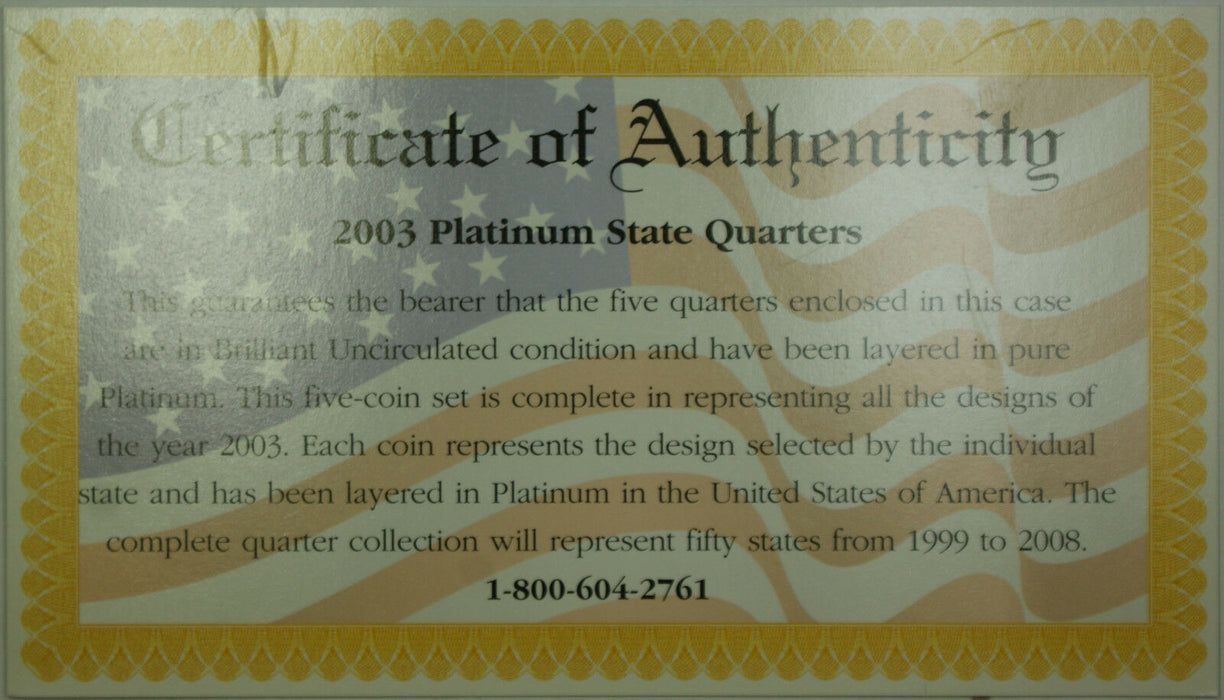 Certificate of Authenticity
2003 Platinum State Quarters
This guarantees the bearer that the five quarters enclosed in this case
are in Brilliant Uncirculated condition and have been layered in pure
Platinum. This five-coin set is complete in representing all the designs of
the year 2003. Each coin represents the design selected by the individual
state and has been layered in Platinum in the United States of America. The
complete quarter collection will represent fifty states from 1999 to 2008.
1-800-604-2761